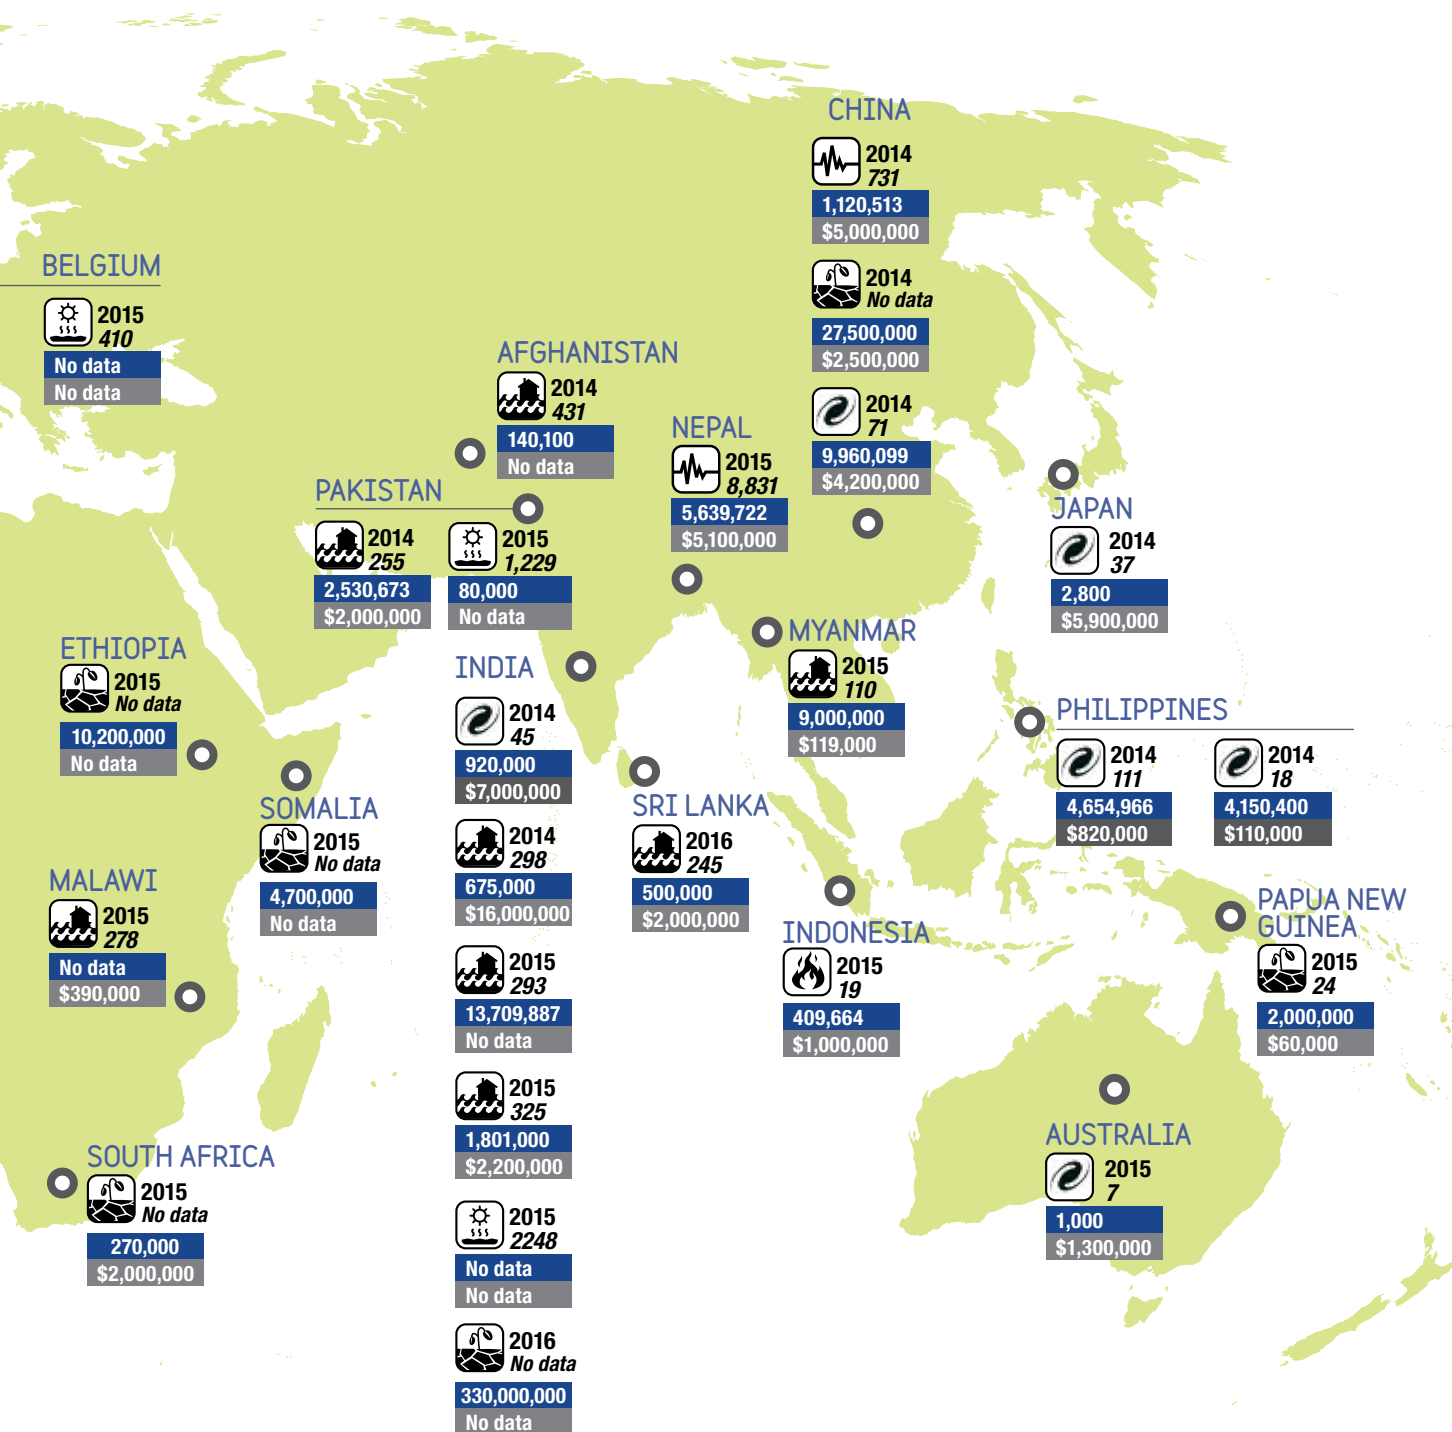 CHINA
2014
731
1,120,513
$5,000,000
2014
No data
27,500,000
$2,500,000
2014
71
9,960,099
$4,200,000
BELGIUM
2015
410
No data
No data
AFGHANISTAN
2014
431
140,100
No data
NEPAL
2015
8,831
5,639,722
$5,100,000
PAKISTAN
2014
255
2,530,673
$2,000,000
2015
1,229
80,000
No data
JAPAN
2014
37
2,800
$5,900,000
ETHIOPIA
2015
No data
10,200,000
No data
MYANMAR
2015
110
9,000,000
$119,000
INDIA
2014
45
920,000
$7,000,000
2014
298
675,000
$16,000,000
2015
293
13,709,887
No data
2015
325
1,801,000
$2,200,000
2015
2248
No data
No data
2016
No data
330,000,000
No data
PHILIPPINES
2014
111
4,654,966
$820,000
2014
18
4,150,400
$110,000
SOMALIA
2015
No data
4,700,000
No data
SRI LANKA
2016
245
500,000
$2,000,000
MALAWI
2015
278
No data
$390,000
INDONESIA
2015
19
409,664
$1,000,000
PAPUA NEW
GUINEA
2015
24
2,000,000
$60,000
AUSTRALIA
2015
7
1,000
$1,300,000
SOUTH AFRICA
2015
No data
270,000
$2,000,000